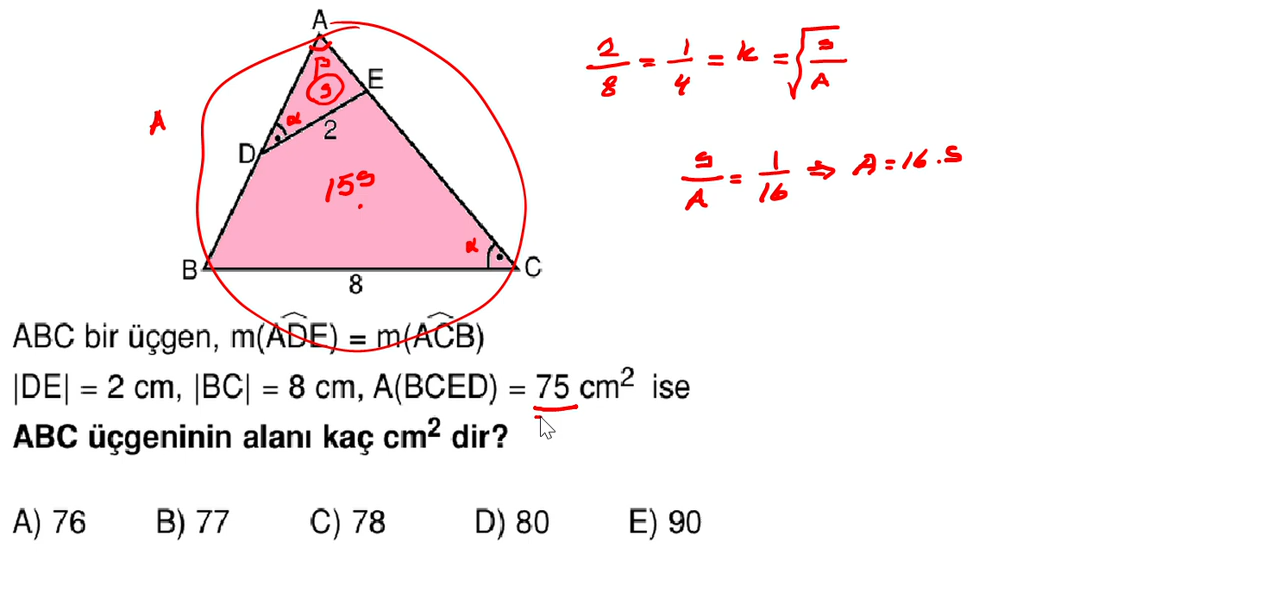 A
E
D
2
B
C
8
A
S
α
15S
α
2/8 = 1/4 = k = √S/A
S/A = 1/16 ⇒ A = 16.S
ABC bir üçgen, m(ADE) = m(ACB)
|DE| = 2 cm, |BC| = 8 cm, A(BCED) = 75 cm² ise
ABC üçgeninin alanı kaç cm² dir?
A) 76 B) 77 C) 78 D) 80 E) 90